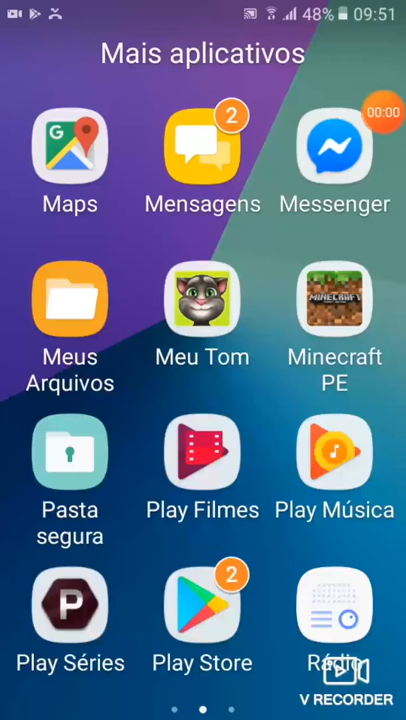 48% 09:51
Mais aplicativos
00:00
G
2
Maps
Mensagens
Messenger
MINECRAFT
Meus
Arquivos
Meu Tom
Minecraft
PE
Pasta
segura
Play Filmes
Play Música
P
2
Play Séries
Play Store
Rádio
V RECORDER